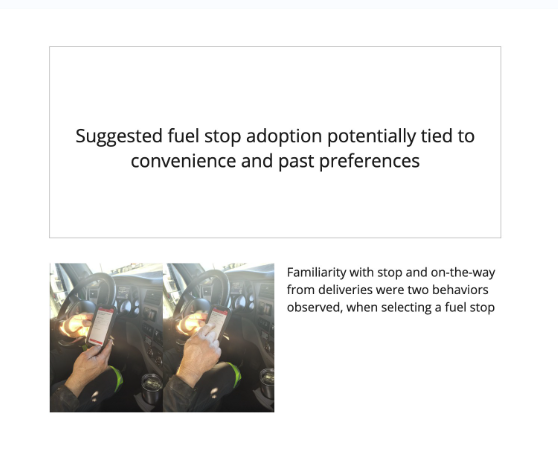 Suggested fuel stop adoption potentially tied to
convenience and past preferences
Familiarity with stop and on-the-way
from deliveries were two behaviors
observed, when selecting a fuel stop